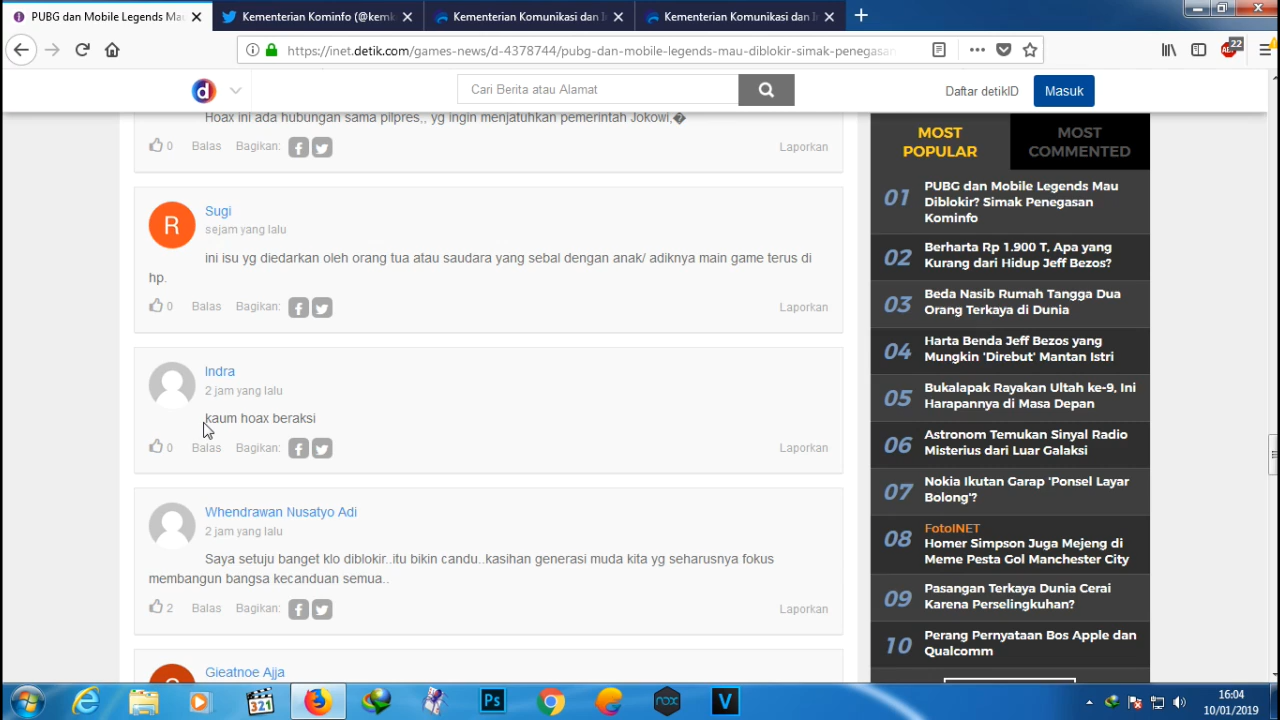 PUBG dan Mobile Legends Ma
Kementerian Kominfo (@kemk
Kementerian Komunikasi dan I
Kementerian Komunikasi dan I
https://inet.detik.com/games-news/d-4378744/pubg-dan-mobile-legends-mau-diblokir-simak-penegasan
22
d
Cari Berita atau Alamat
Daftar detikID
Masuk
Hoax ini ada hubungan sama pilpres,, yg ingin menjatuhkan pemerintah Jokowi,�
0 Balas Bagikan: Laporkan
R
Sugi
sejam yang lalu
ini isu yg diedarkan oleh orang tua atau saudara yang sebal dengan anak/ adiknya main game terus di
hp.
0 Balas Bagikan: Laporkan
Indra
2 jam yang lalu
kaum hoax beraksi
0 Balas Bagikan: Laporkan
Whendrawan Nusatyo Adi
2 jam yang lalu
Saya setuju banget klo diblokir..itu bikin candu..kasihan generasi muda kita yg seharusnya fokus
membangun bangsa kecanduan semua..
2 Balas Bagikan: Laporkan
Gieatnoe Ajja
MOST
POPULAR
MOST
COMMENTED
01 PUBG dan Mobile Legends Mau
Diblokir? Simak Penegasan
Kominfo
02 Berharta Rp 1.900 T, Apa yang
Kurang dari Hidup Jeff Bezos?
03 Beda Nasib Rumah Tangga Dua
Orang Terkaya di Dunia
04 Harta Benda Jeff Bezos yang
Mungkin 'Direbut' Mantan Istri
05 Bukalapak Rayakan Ultah ke-9, Ini
Harapannya di Masa Depan
06 Astronom Temukan Sinyal Radio
Misterius dari Luar Galaksi
07 Nokia Ikutan Garap 'Ponsel Layar
Bolong'?
FotoINET
08 Homer Simpson Juga Mejeng di
Meme Pesta Gol Manchester City
09 Pasangan Terkaya Dunia Cerai
Karena Perselingkuhan?
10 Perang Pernyataan Bos Apple dan
Qualcomm
321
Ps
nox
V
16:04
10/01/2019